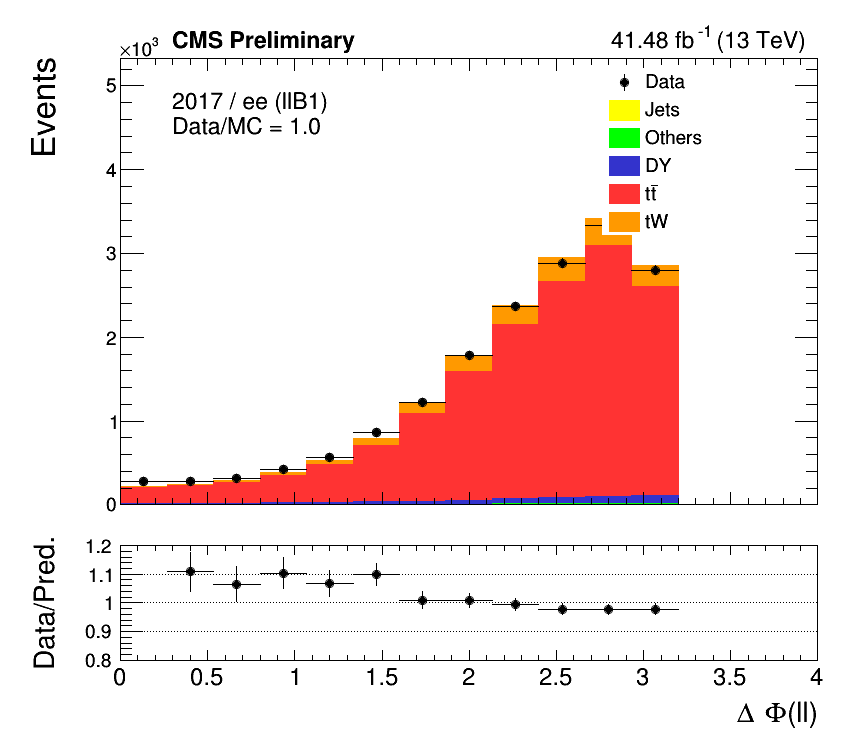 ×10³ CMS Preliminary 41.48 fb⁻¹ (13 TeV)
Events
5
4
3
2
1
0
2017 / ee (llB1)
Data/MC = 1.0
Data
Jets
Others
DY
tt̄
tW
Data/Pred.
1.2
1.1
1
0.9
0.8
0 0.5 1 1.5 2 2.5 3 3.5 4
Δ Φ(ll)